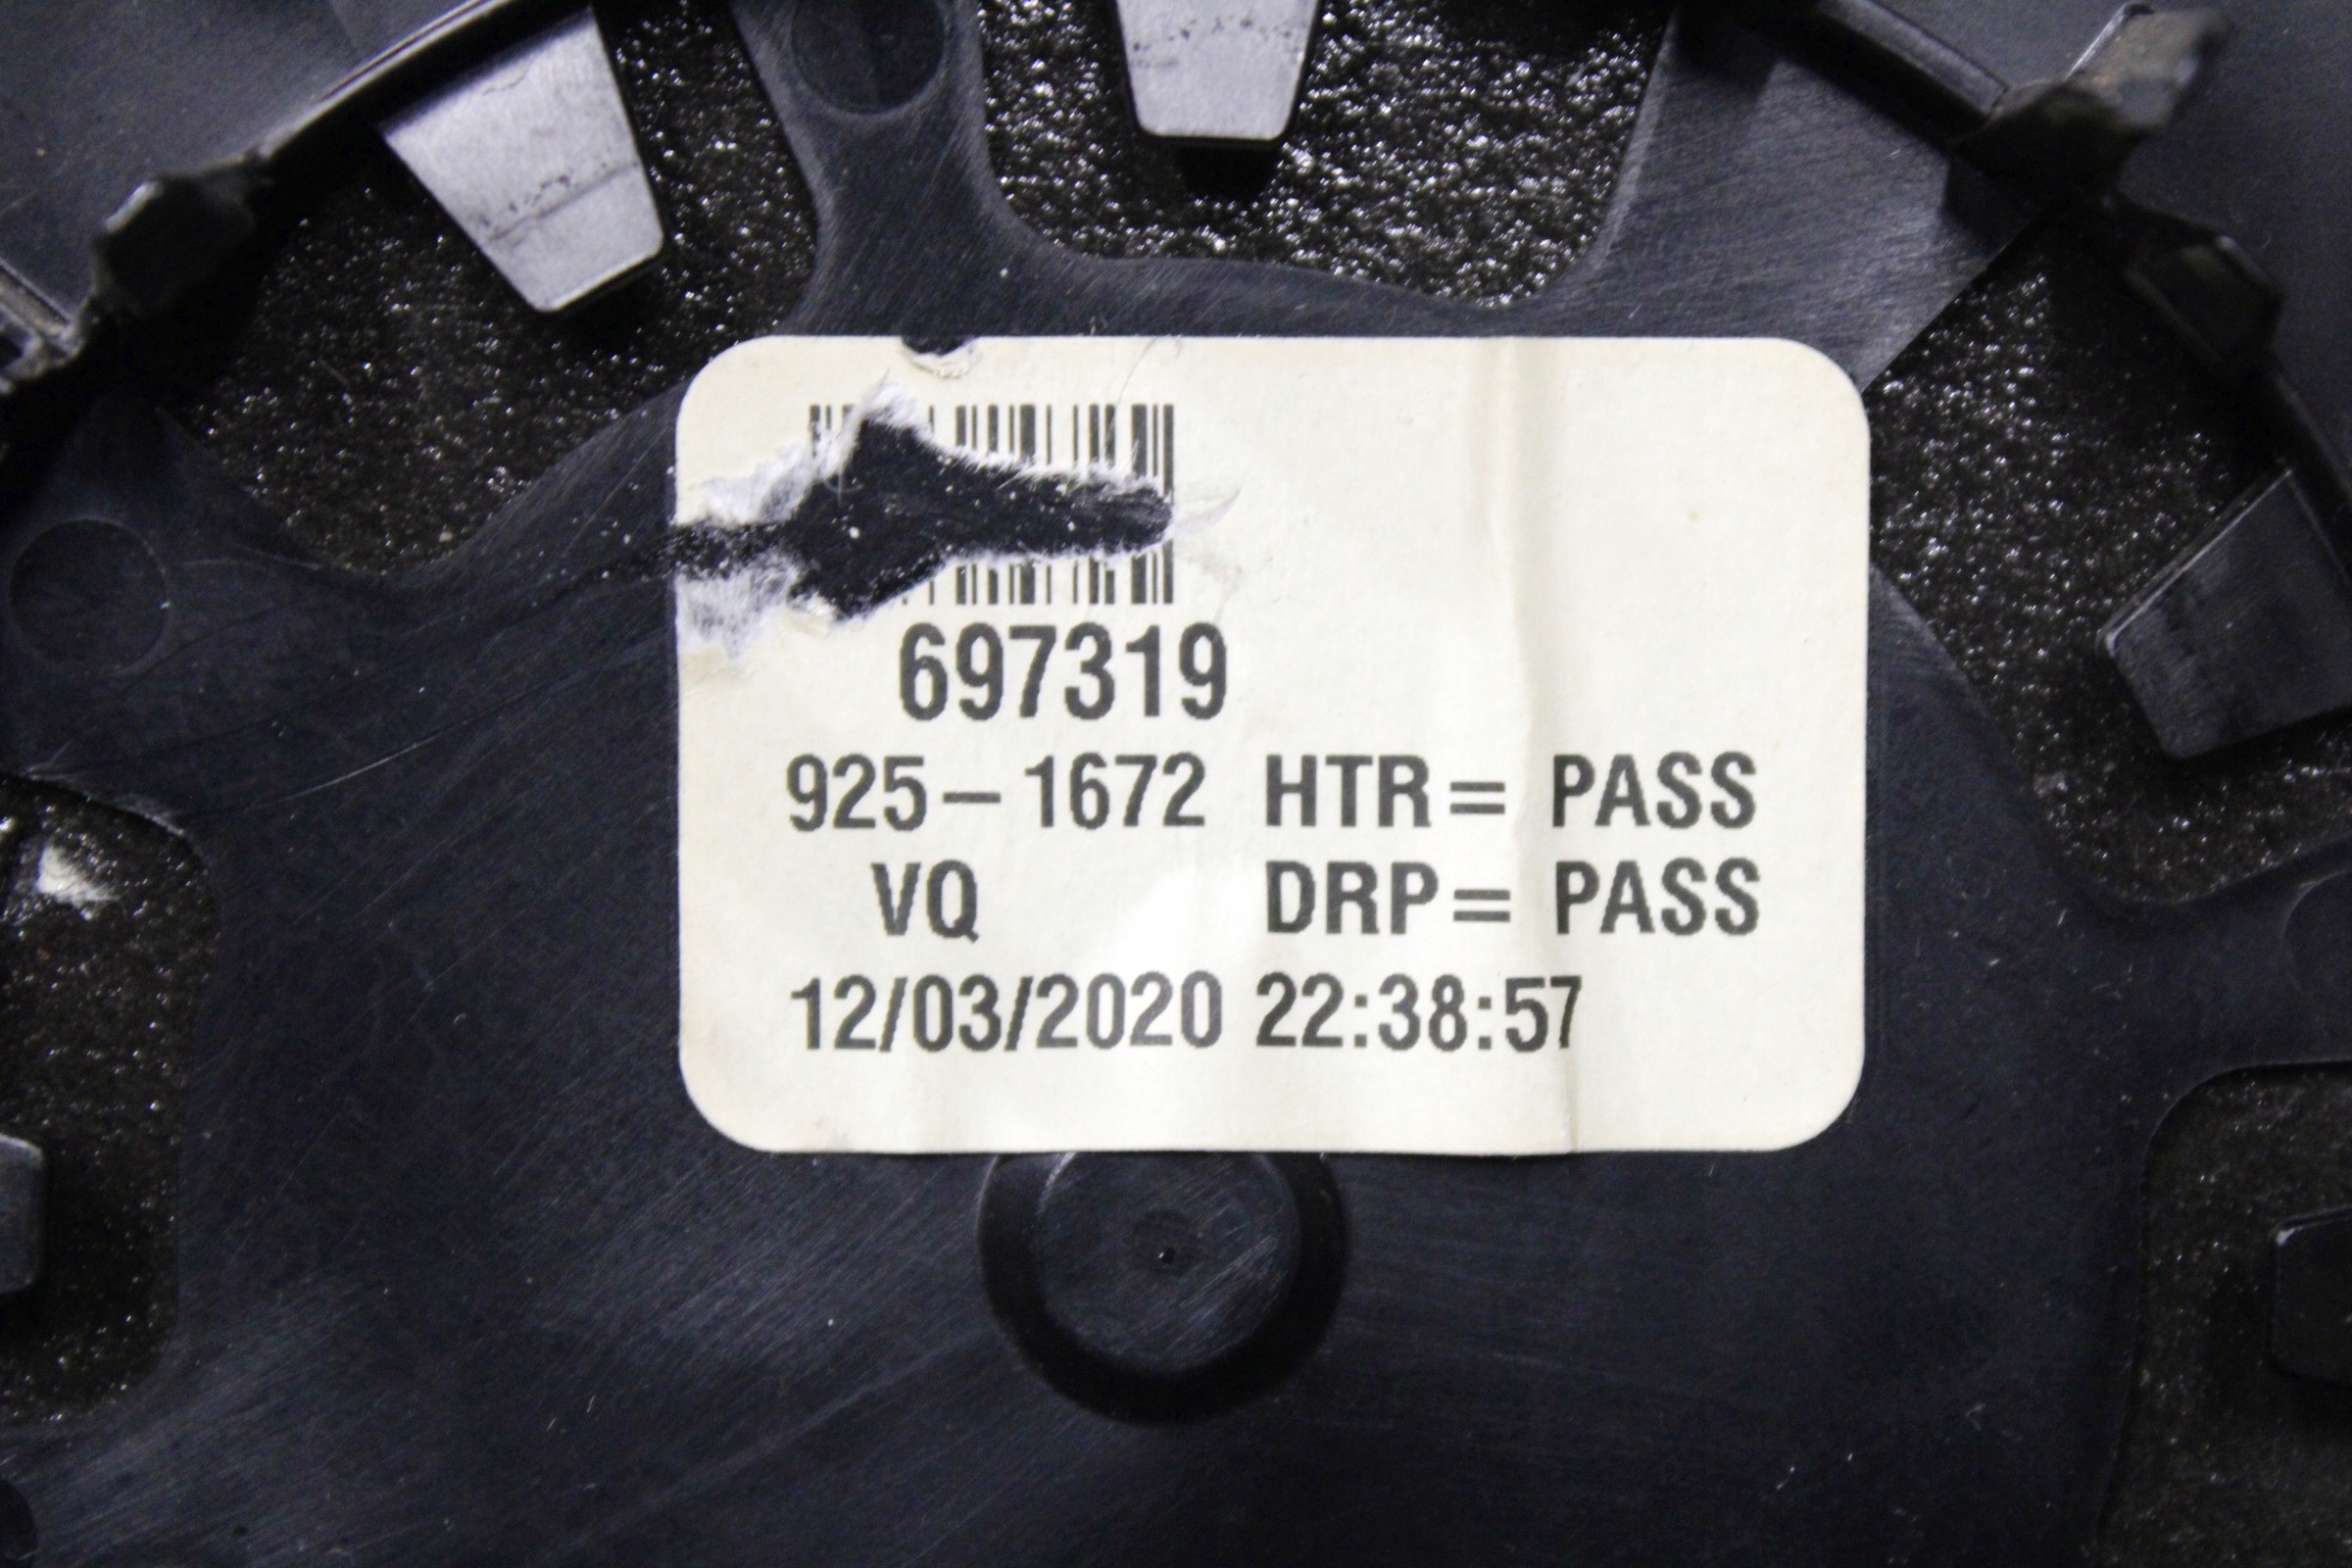 697319
925-1672 HTR= PASS
VQ DRP= PASS
12/03/2020 22:38:57